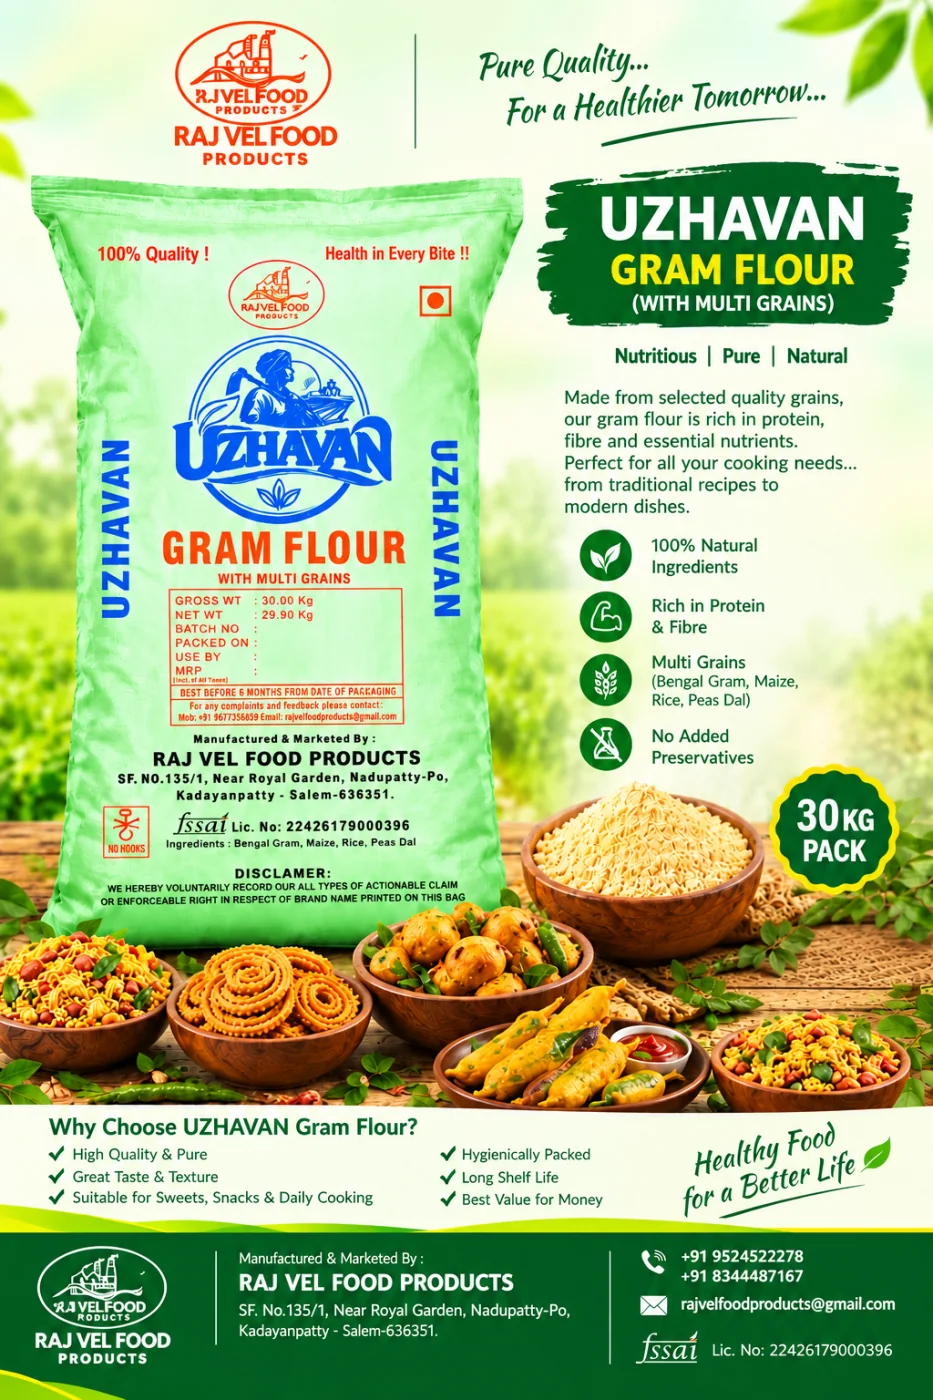 RAJVEL FOOD
PRODUCTS
RAJ VEL FOOD
PRODUCTS
Pure Quality...
For a Healthier Tomorrow...
100% Quality !
Health in Every Bite !!
RAJVEL FOOD
PRODUCTS
UZHAVAN
UZHAVAN
UZHAVAN
GRAM FLOUR
WITH MULTI GRAINS
GROSS WT : 30.00 Kg
NET WT : 29.90 Kg
BATCH NO :
PACKED ON :
USE BY :
MRP :
(Incl. of All Taxes)
BEST BEFORE 6 MONTHS FROM DATE OF PACKAGING
For any complaints and feedback please contact:
Mob: +91 9677356859 Email: rajvelfoodproducts@gmail.com
Manufactured & Marketed By :
RAJ VEL FOOD PRODUCTS
SF. NO.135/1, Near Royal Garden, Nadupatty-Po,
Kadayanpatty - Salem-636351.
NO HOOKS
fssai Lic. No: 22426179000396
Ingredients : Bengal Gram, Maize, Rice, Peas Dal
DISCLAMER:
WE HEREBY VOLUNTARILY RECORD OUR ALL TYPES OF ACTIONABLE CLAIM
OR ENFORCEABLE RIGHT IN RESPECT OF BRAND NAME PRINTED ON THIS BAG
UZHAVAN
GRAM FLOUR
(WITH MULTI GRAINS)
Nutritious | Pure | Natural
Made from selected quality grains,
our gram flour is rich in protein,
fibre and essential nutrients.
Perfect for all your cooking needs...
from traditional recipes to
modern dishes.
100% Natural
Ingredients
Rich in Protein
& Fibre
Multi Grains
(Bengal Gram, Maize,
Rice, Peas Dal)
No Added
Preservatives
30 KG
PACK
Why Choose UZHAVAN Gram Flour?
High Quality & Pure
Great Taste & Texture
Suitable for Sweets, Snacks & Daily Cooking
Hygienically Packed
Long Shelf Life
Best Value for Money
Healthy Food
for a Better Life
RAJVEL FOOD
PRODUCTS
RAJ VEL FOOD
PRODUCTS
Manufactured & Marketed By :
RAJ VEL FOOD PRODUCTS
SF. No.135/1, Near Royal Garden, Nadupatty-Po,
Kadayanpatty - Salem-636351.
+91 9524522278
+91 8344487167
rajvelfoodproducts@gmail.com
fssai Lic. No: 22426179000396